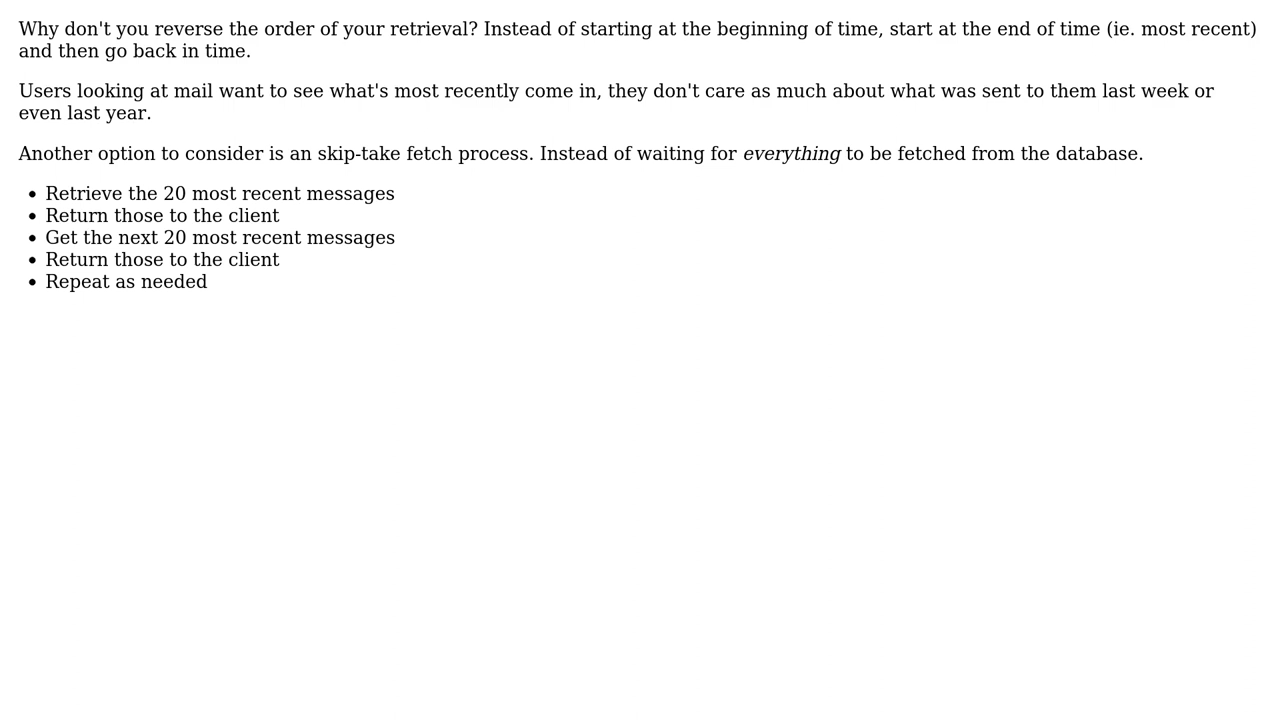 Why don't you reverse the order of your retrieval? Instead of starting at the beginning of time, start at the end of time (ie. most recent)
and then go back in time.
Users looking at mail want to see what's most recently come in, they don't care as much about what was sent to them last week or
even last year.
Another option to consider is an skip-take fetch process. Instead of waiting for everything to be fetched from the database.
• Retrieve the 20 most recent messages
• Return those to the client
• Get the next 20 most recent messages
• Return those to the client
• Repeat as needed